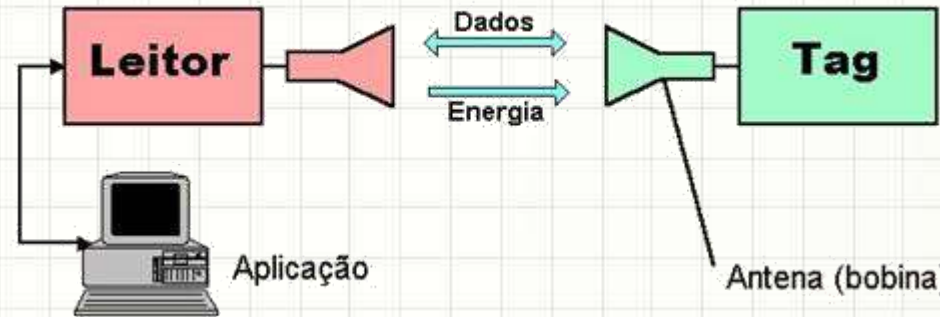 Leitor
Dados
Energia
Tag
Aplicação
Antena (bobina)